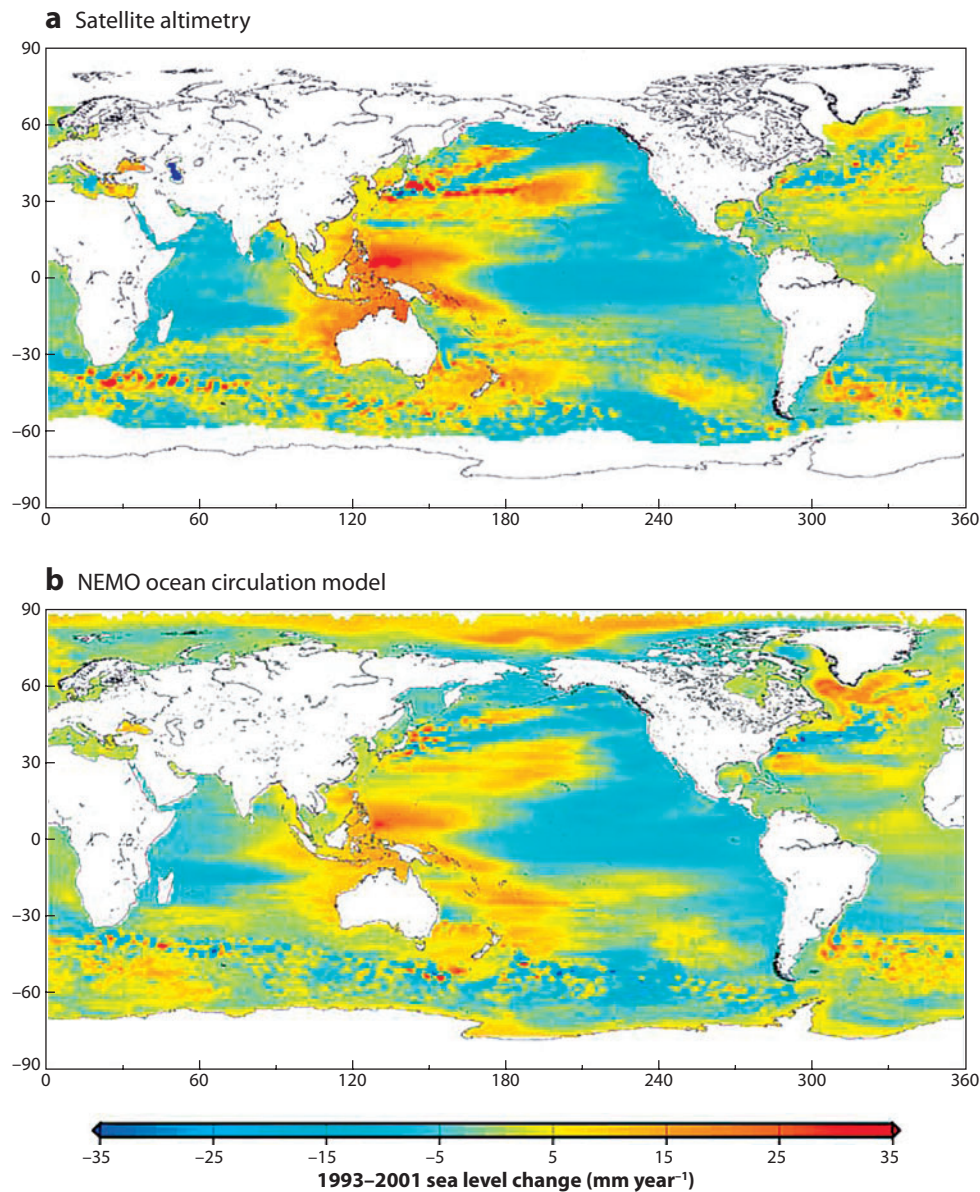 a Satellite altimetry
90
60
30
0
–30
–60
–90
0 60 120 180 240 300 360
b NEMO ocean circulation model
90
60
30
0
–30
–60
–90
0 60 120 180 240 300 360
–35 –25 –15 –5 5 15 25 35
1993–2001 sea level change (mm year⁻¹)